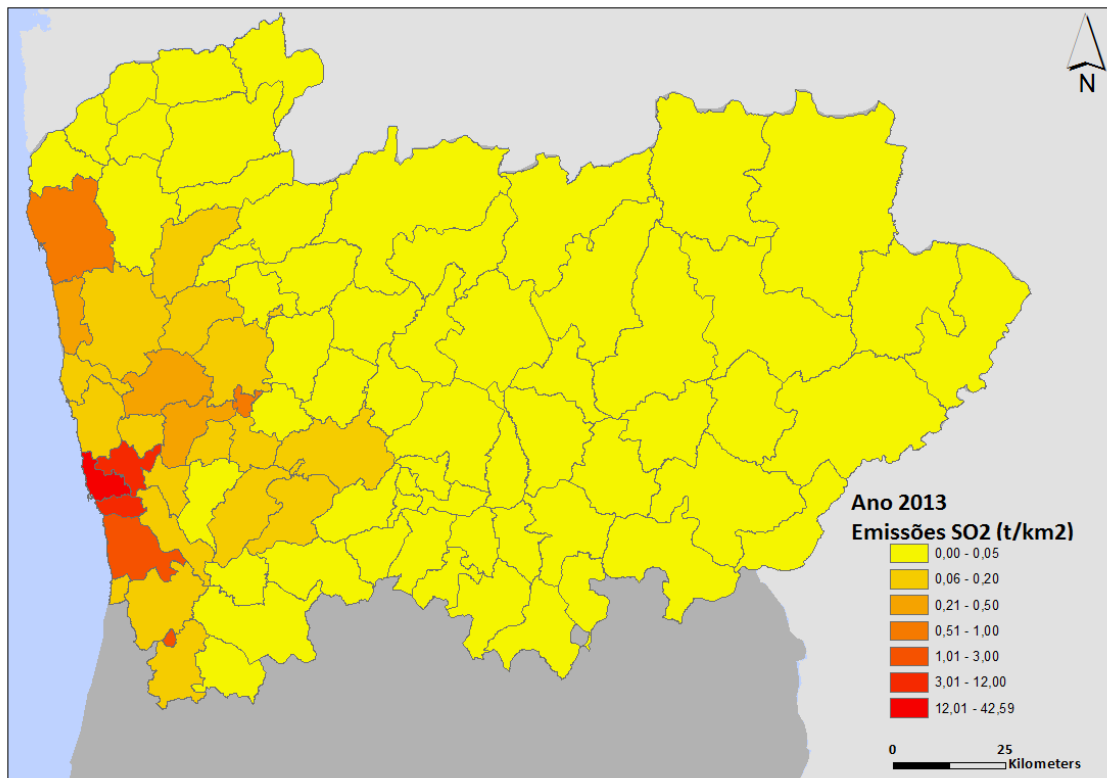 N
Ano 2013
Emissões SO2 (t/km2)
0,00 - 0,05
0,06 - 0,20
0,21 - 0,50
0,51 - 1,00
1,01 - 3,00
3,01 - 12,00
12,01 - 42,59
0 25
Kilometers